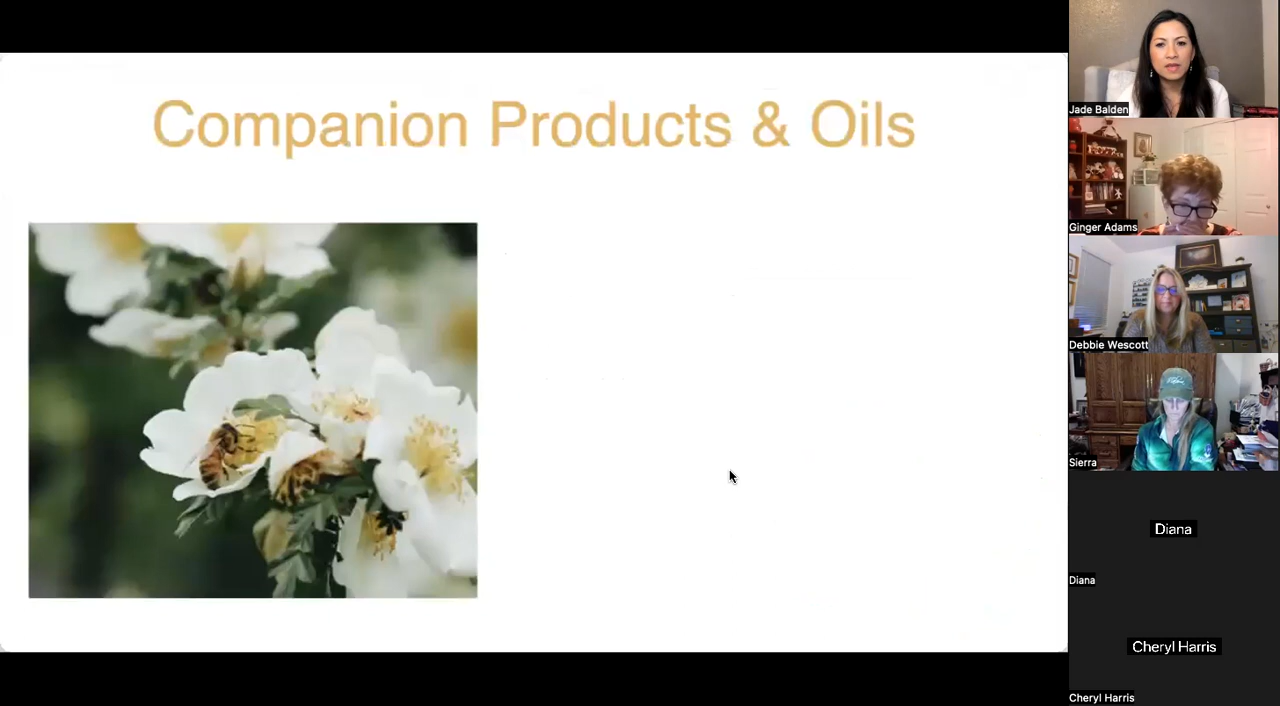 Companion Products & Oils
Jade Balden
Ginger Adams
Debbie Wescott
Sierra
Diana
Diana
Cheryl Harris
Cheryl Harris